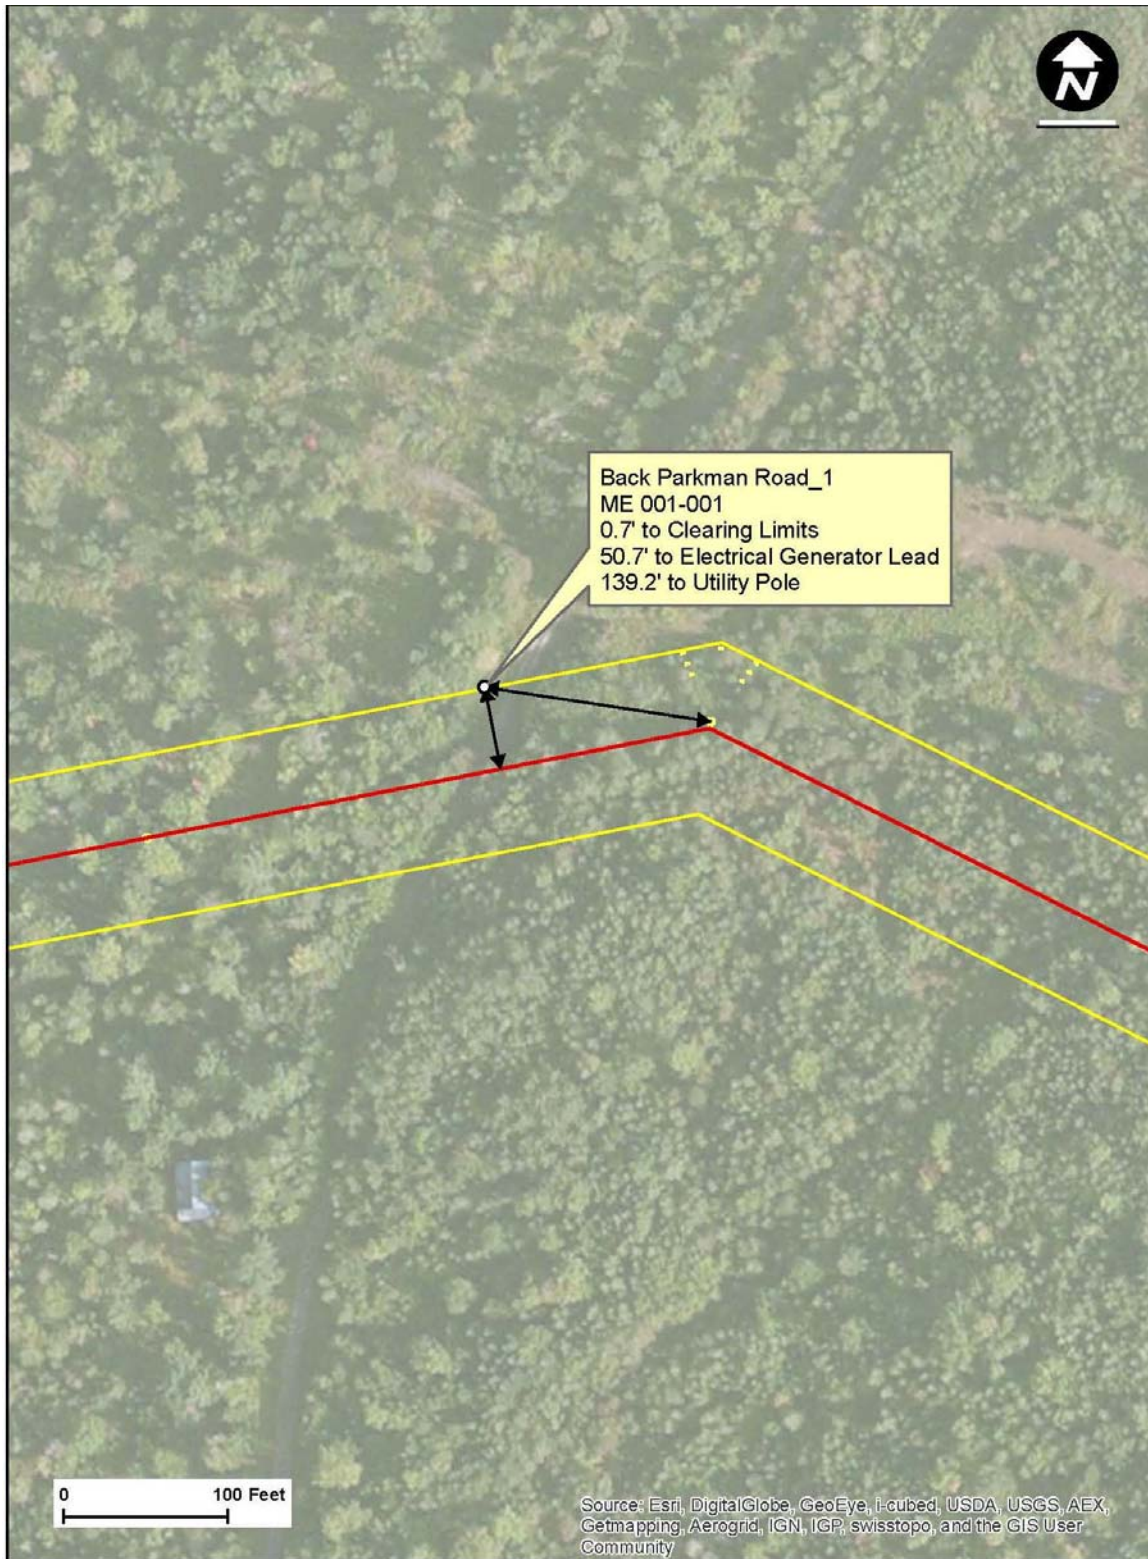 N
Back Parkman Road_1
ME 001-001
0.7' to Clearing Limits
50.7' to Electrical Generator Lead
139.2' to Utility Pole
0 100 Feet
Source: Esri, DigitalGlobe, GeoEye, i-cubed, USDA, USGS, AEX,
Getmapping, Aerogrid, IGN, IGP, swisstopo, and the GIS User
Community